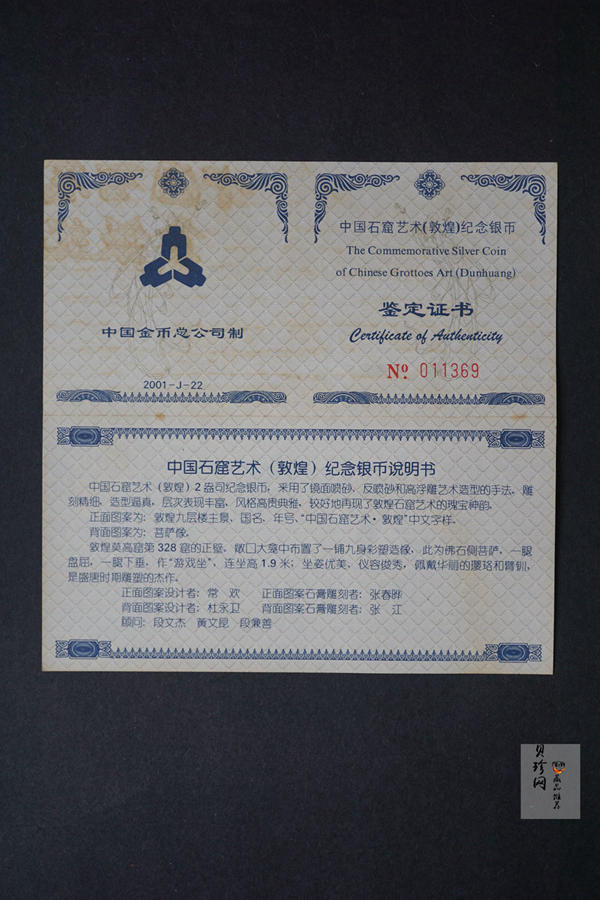 中国金币总公司制
2001-J-22
中国石窟艺术(敦煌)纪念银币
The Commemorative Silver Coin
of Chinese Grottoes Art (Dunhuang)
鉴定证书
Certificate of Authenticity
Nº 011369
中国石窟艺术（敦煌）纪念银币说明书
中国石窟艺术（敦煌）2盎司纪念银币，采用了镜面喷砂、反喷砂和高浮雕艺术造型的手法，雕
刻精细，造型逼真，层次表现丰富，风格高贵典雅，较好地再现了敦煌石窟艺术的瑰宝神韵。
正面图案为：敦煌九层楼主景，国名、年号、“中国石窟艺术·敦煌”中文字样。
背面图案为：菩萨像。
敦煌莫高窟第328窟的正壁，敞口大龛中布置了一铺九身彩塑造像，此为佛右侧菩萨，一腿
盘屈，一腿下垂，作“游戏坐”，连坐高1.9米；坐姿优美，仪容俊秀，佩戴华丽的璎珞和臂钏，
是盛唐时期雕塑的杰作。
正面图案设计者：常 欢 正面图案石膏雕刻者：张春晔
背面图案设计者：杜永卫 背面图案石膏雕刻者：张 江
顾问：段文杰 黄文昆 段兼善
贝珍网
藏品推荐